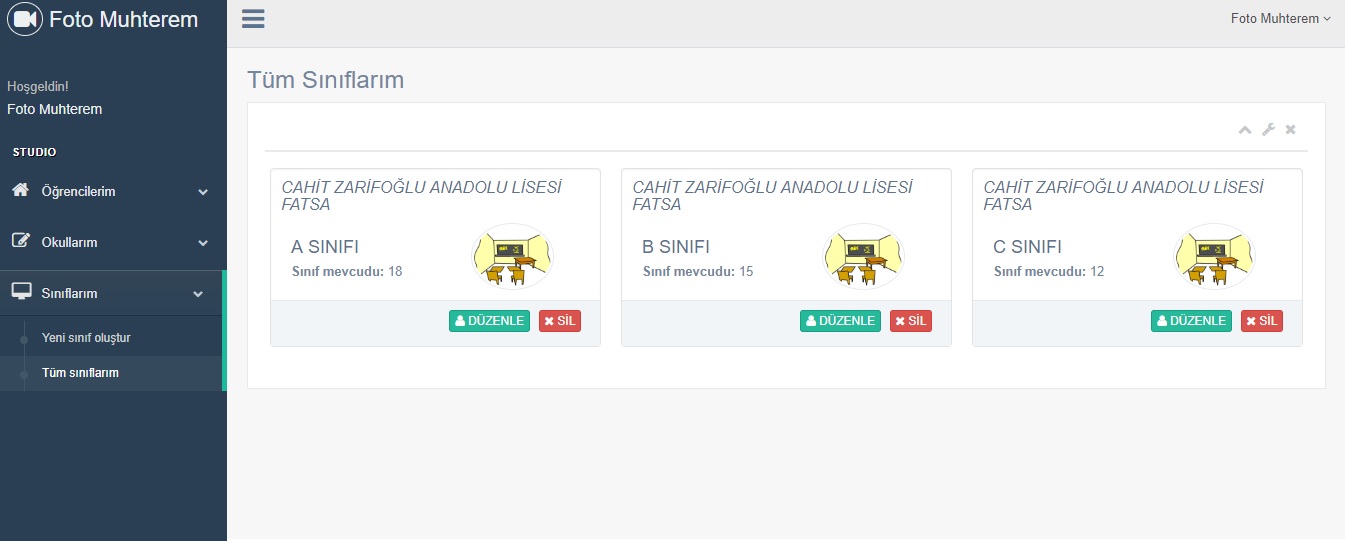 Foto Muhterem
Foto Muhterem
Hoşgeldin!
Foto Muhterem
STUDIO
Öğrencilerim
Okullarım
Sınıflarım
Yeni sınıf oluştur
Tüm sınıflarım
Tüm Sınıflarım
CAHİT ZARİFOĞLU ANADOLU LİSESİ
FATSA
A SINIFI
Sınıf mevcudu: 18
DÜZENLE
SİL
CAHİT ZARİFOĞLU ANADOLU LİSESİ
FATSA
B SINIFI
Sınıf mevcudu: 15
DÜZENLE
SİL
CAHİT ZARİFOĞLU ANADOLU LİSESİ
FATSA
C SINIFI
Sınıf mevcudu: 12
DÜZENLE
SİL